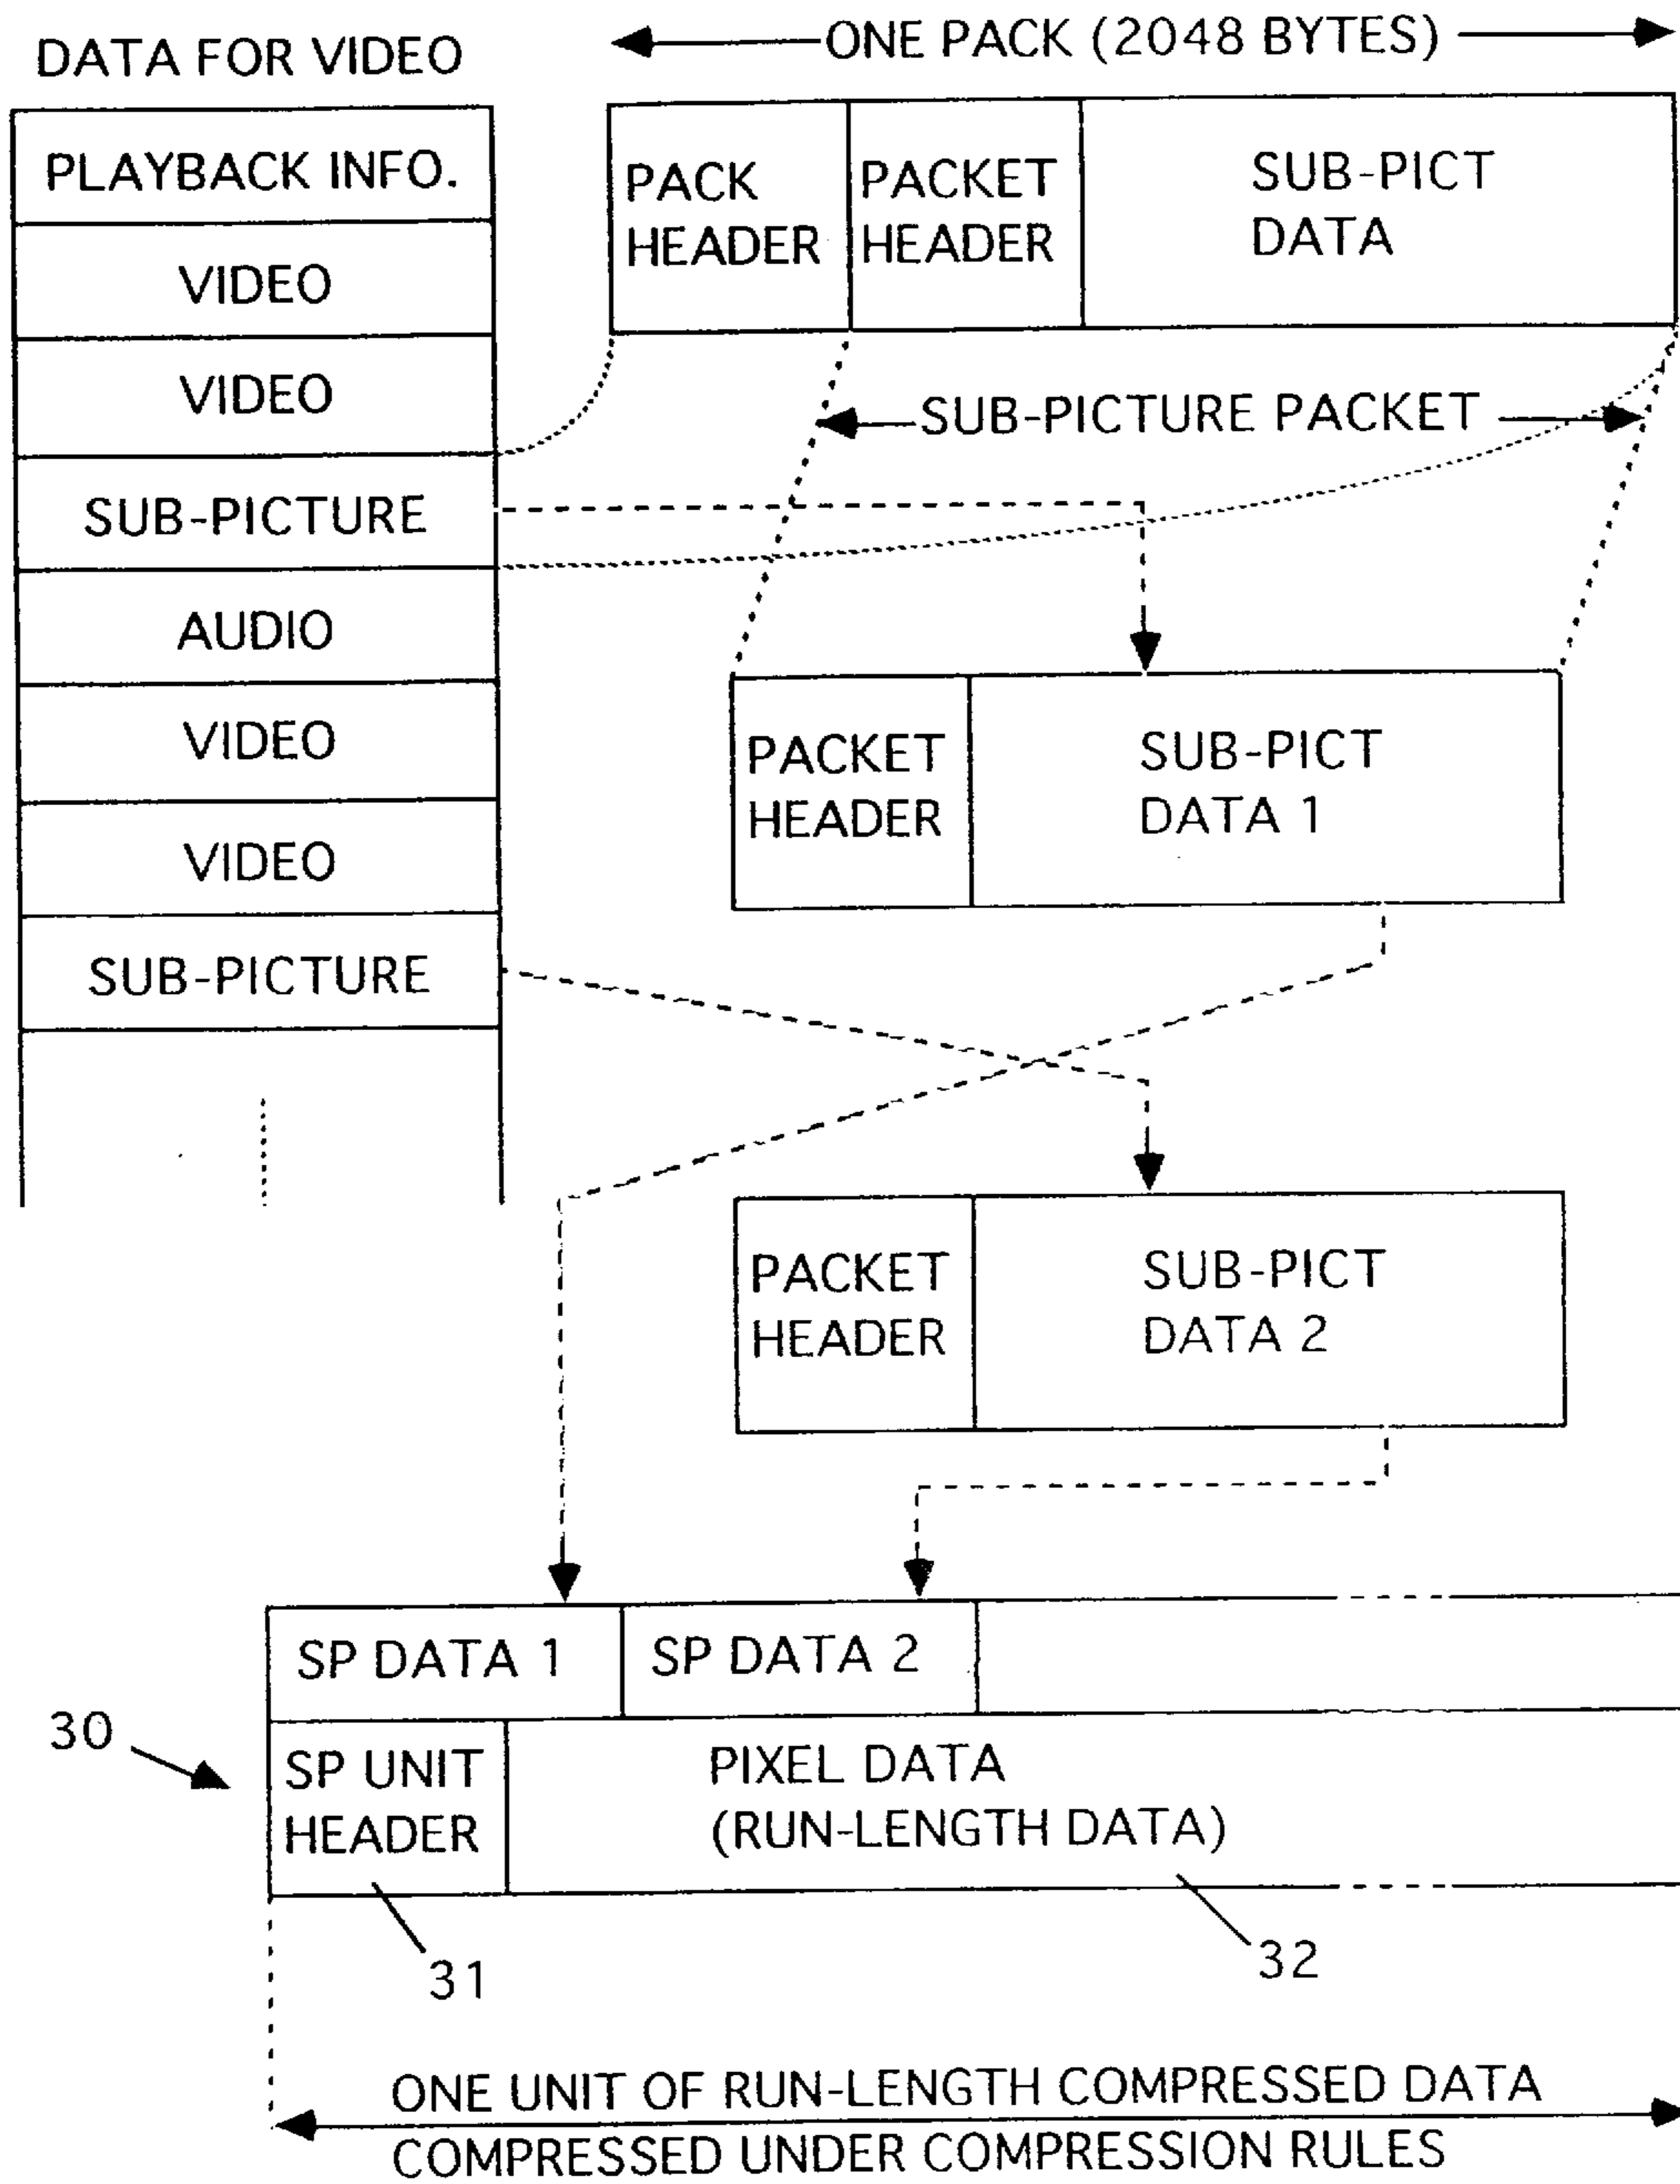 DATA FOR VIDEO
PLAYBACK INFO.
VIDEO
VIDEO
SUB-PICTURE
AUDIO
VIDEO
VIDEO
SUB-PICTURE
ONE PACK (2048 BYTES)
PACK
HEADER
PACKET
HEADER
SUB-PICT
DATA
SUB-PICTURE PACKET
PACKET
HEADER
SUB-PICT
DATA 1
PACKET
HEADER
SUB-PICT
DATA 2
SP DATA 1
SP DATA 2
30
SP UNIT
HEADER
PIXEL DATA
(RUN-LENGTH DATA)
31
32
ONE UNIT OF RUN-LENGTH COMPRESSED DATA
COMPRESSED UNDER COMPRESSION RULES